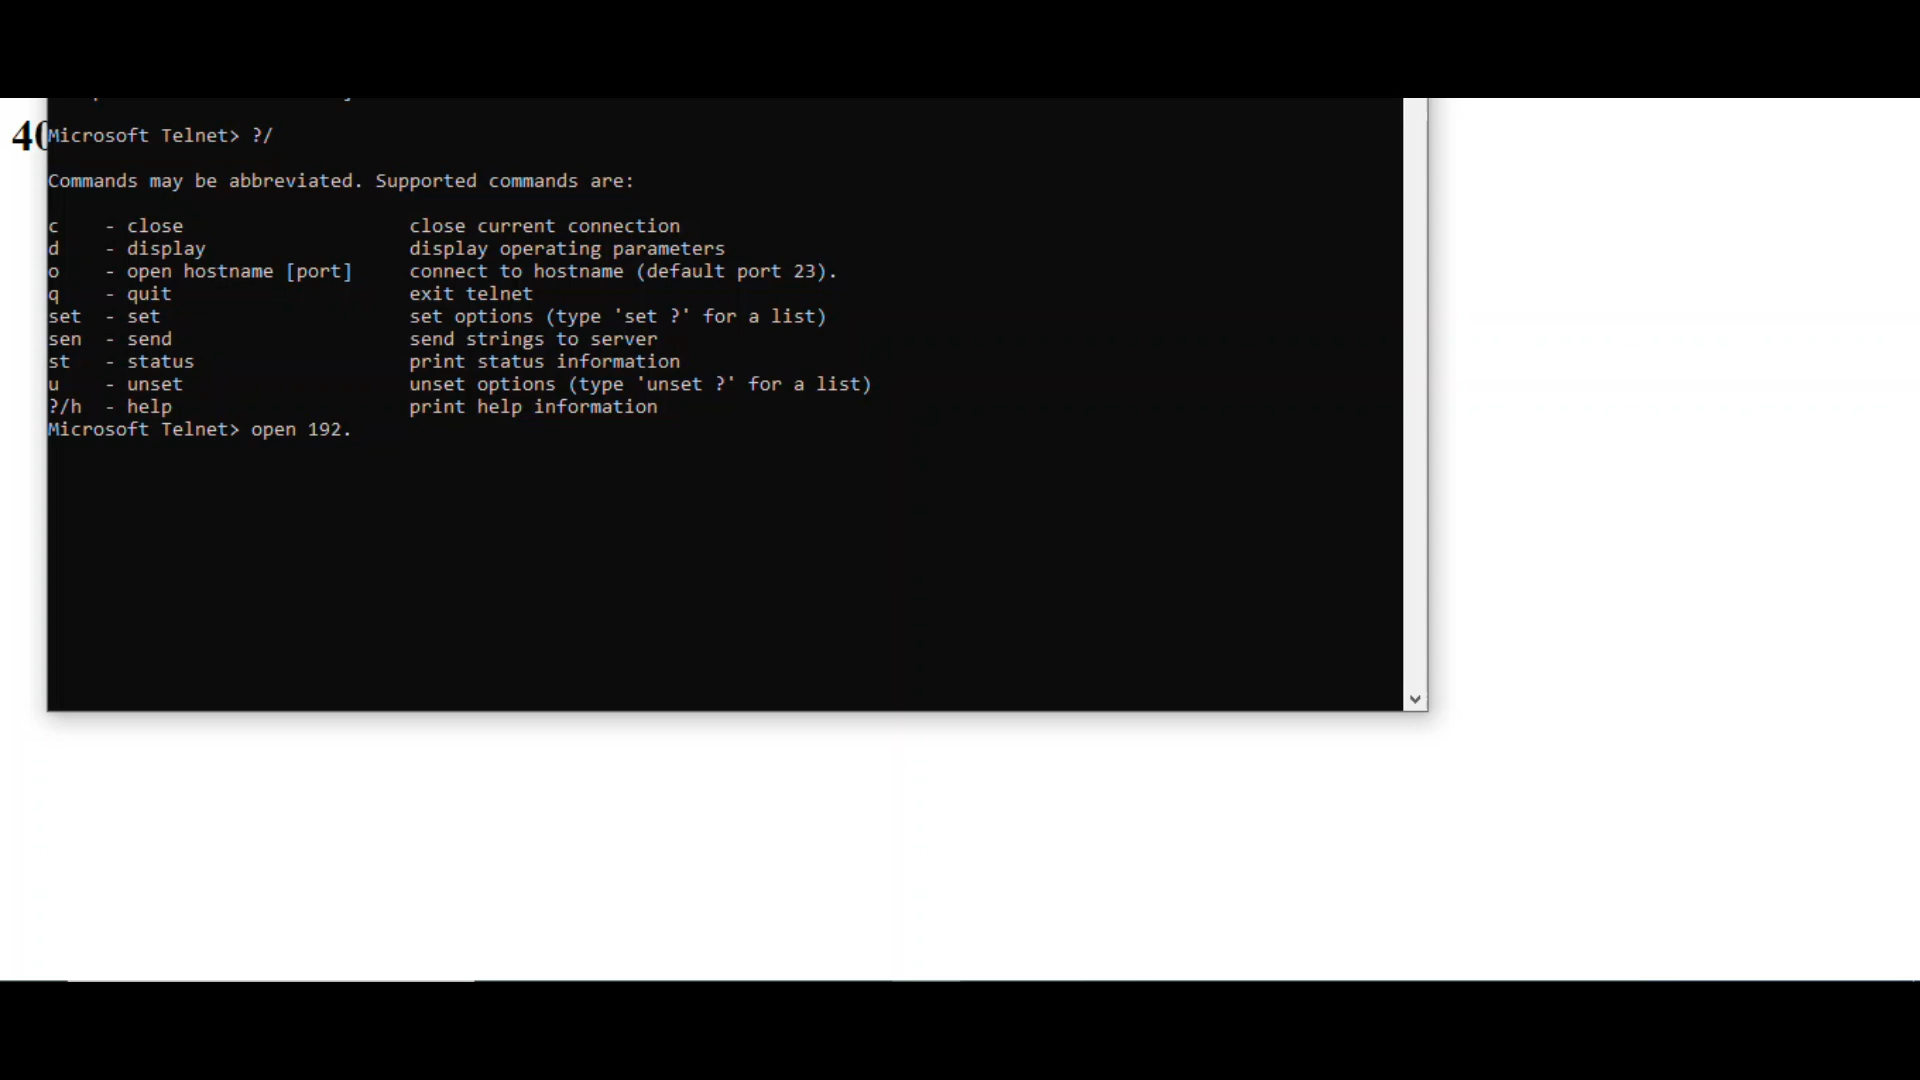 40
Microsoft Telnet> ?/
Commands may be abbreviated. Supported commands are:
c - close close current connection
d - display display operating parameters
o - open hostname [port] connect to hostname (default port 23).
q - quit exit telnet
set - set set options (type 'set ?' for a list)
sen - send send strings to server
st - status print status information
u - unset unset options (type 'unset ?' for a list)
?/h - help print help information
Microsoft Telnet> open 192.